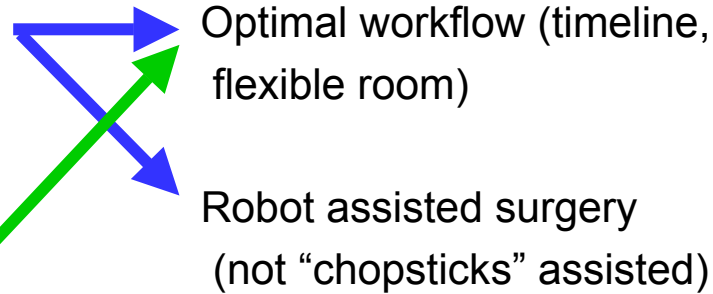 Optimal workflow (timeline,
flexible room)
Robot assisted surgery
(not “chopsticks” assisted)